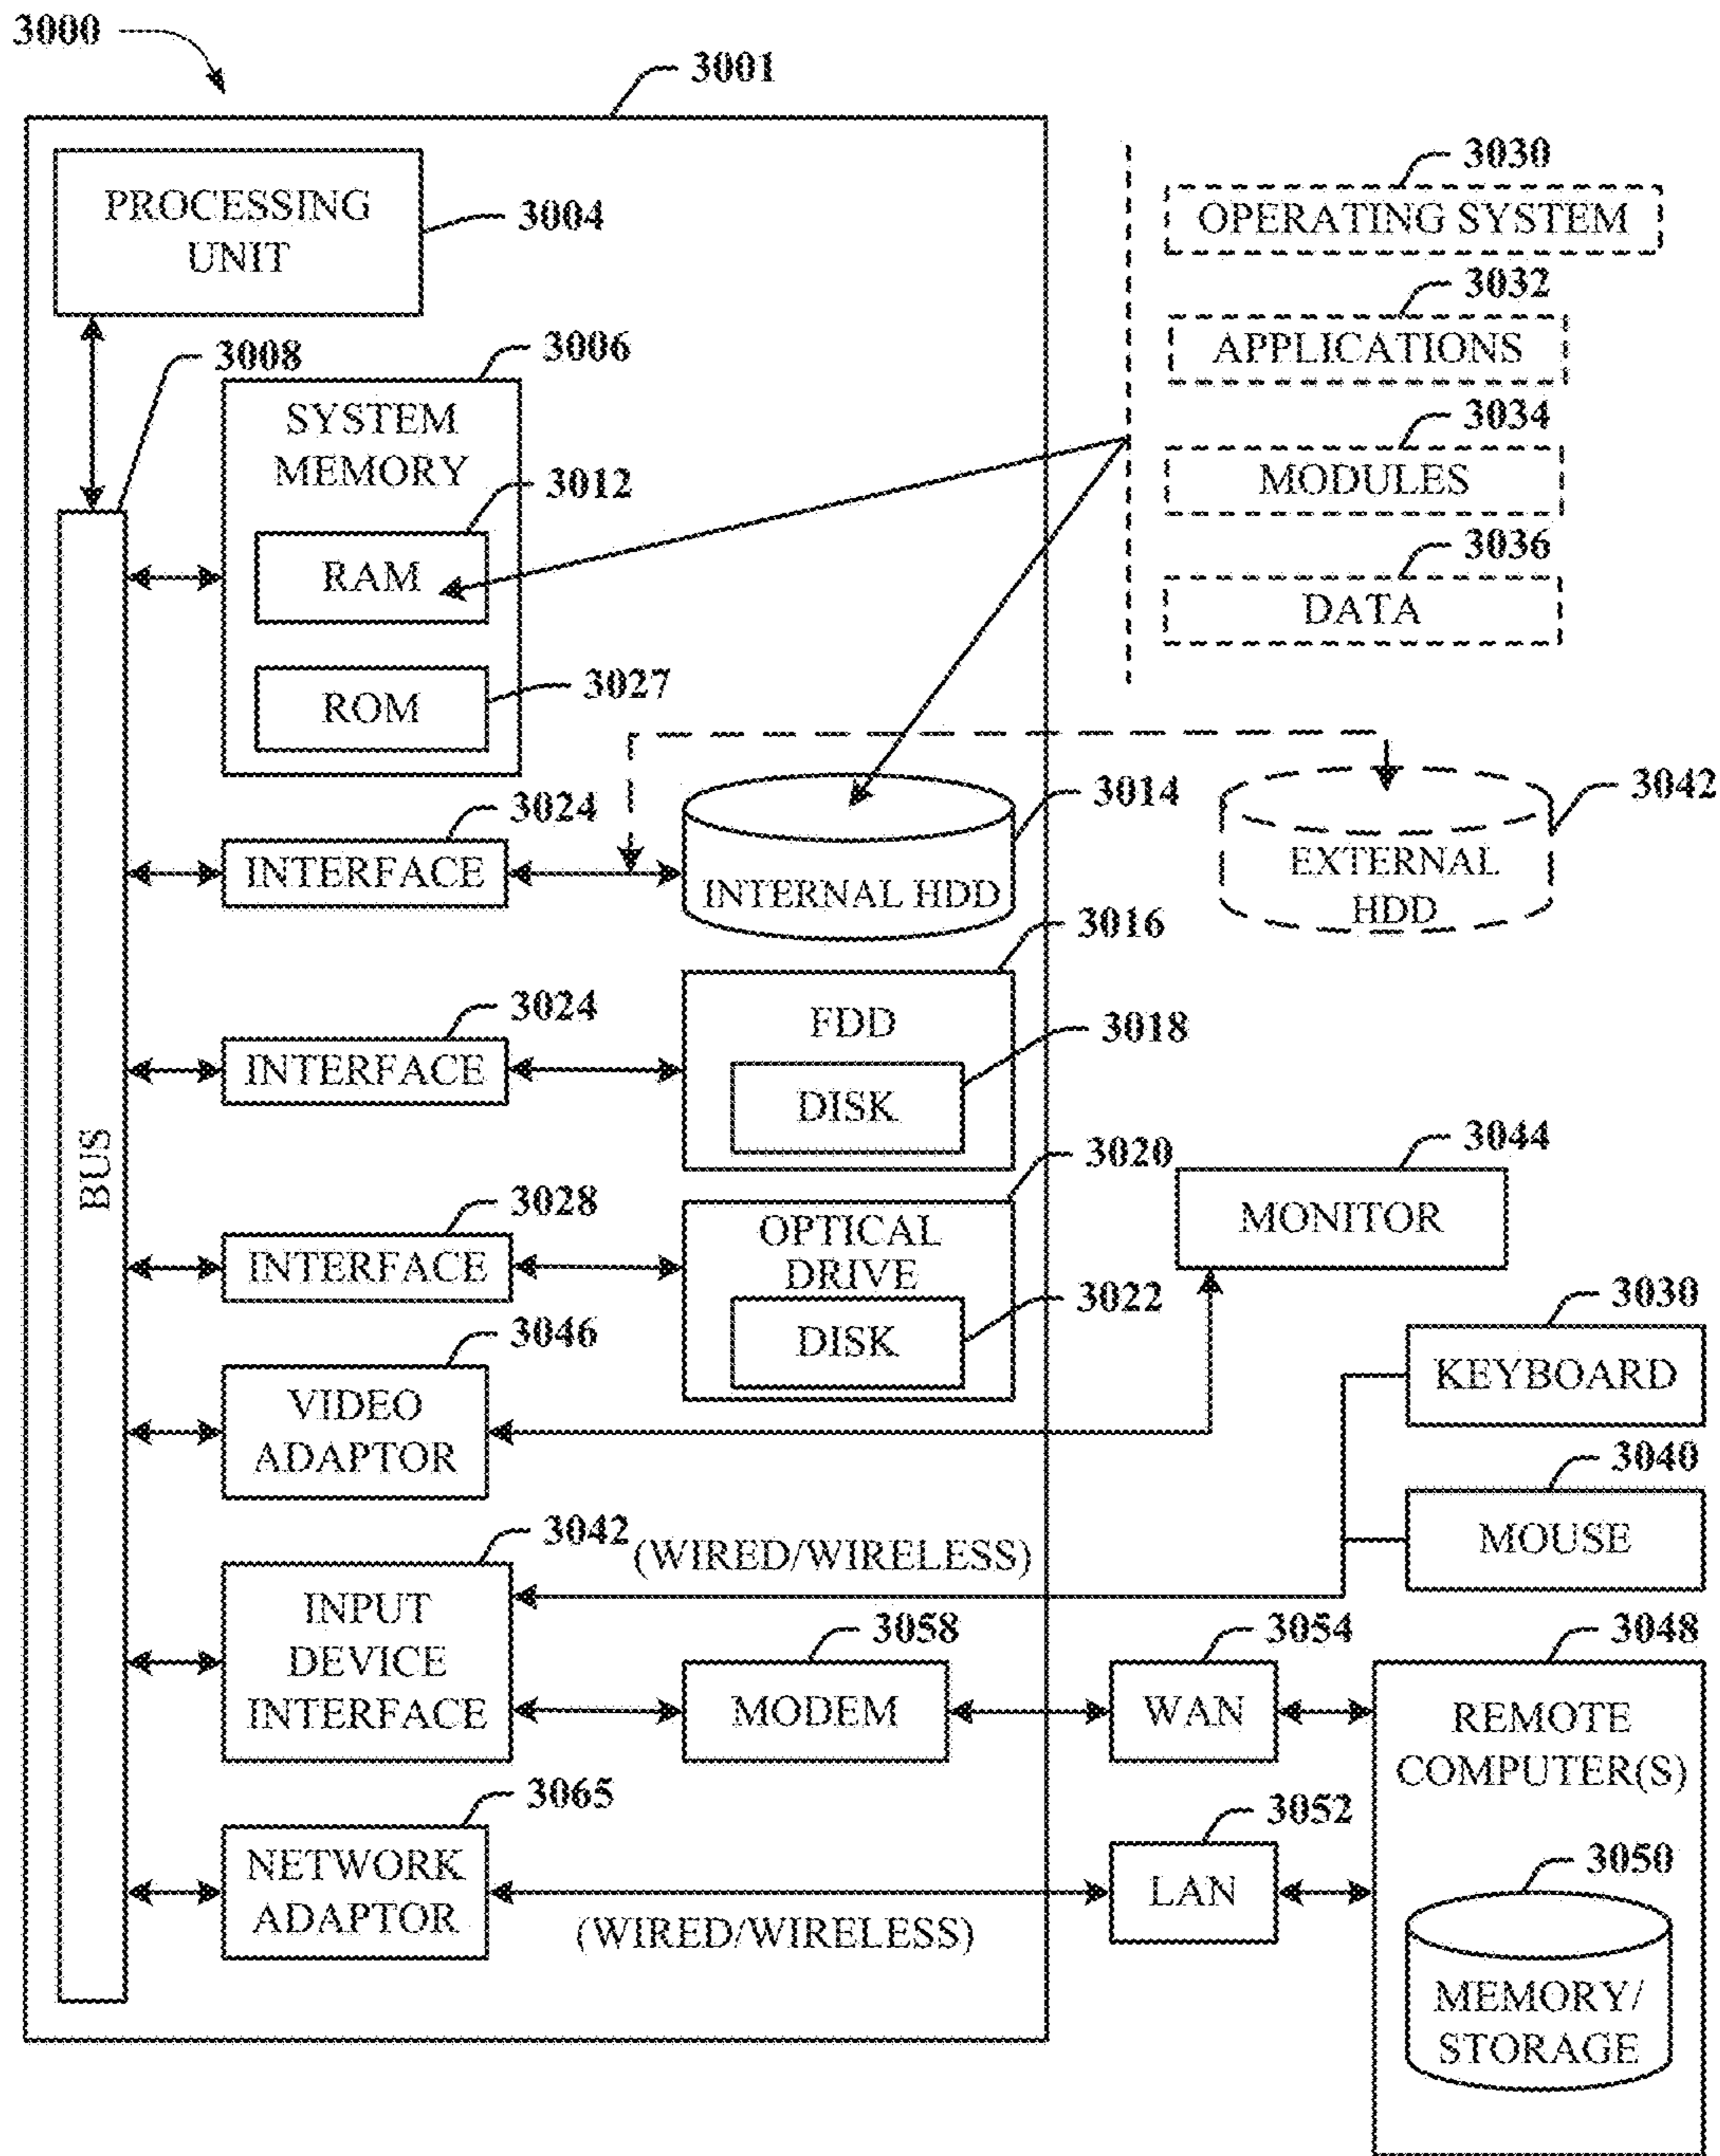 3000
3001
PROCESSING
UNIT
3004
3030
OPERATING SYSTEM
3032
APPLICATIONS
3034
MODULES
3036
DATA
3008
3006
SYSTEM
MEMORY
3012
RAM
3027
ROM
BUS
3024
INTERFACE
3014
INTERNAL HDD
3042
EXTERNAL
HDD
3024
INTERFACE
3016
FDD
3018
DISK
3028
INTERFACE
3020
OPTICAL
DRIVE
3022
DISK
3044
MONITOR
3046
VIDEO
ADAPTOR
3030
KEYBOARD
3040
MOUSE
3042
(WIRED/WIRELESS)
INPUT
DEVICE
INTERFACE
3058
MODEM
3054
WAN
3048
REMOTE
COMPUTER(S)
3065
NETWORK
ADAPTOR
(WIRED/WIRELESS)
3052
LAN
3050
MEMORY/
STORAGE